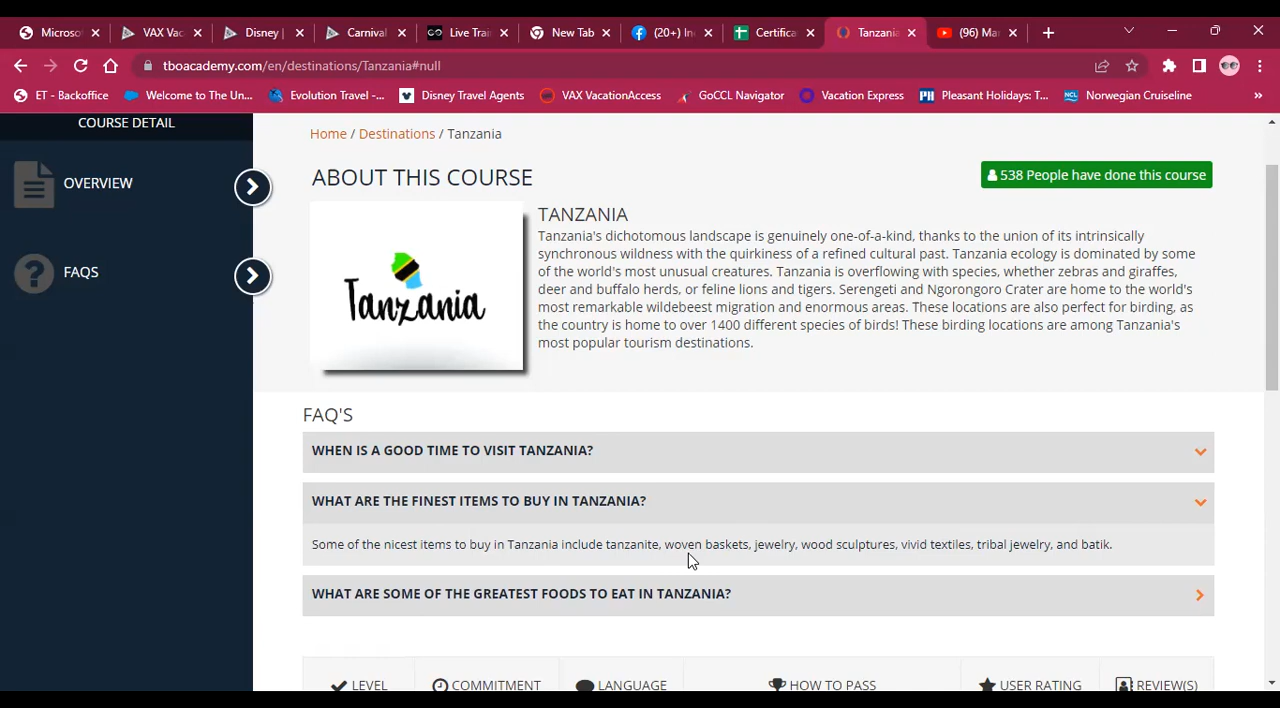 Microso
VAX Vac
Disney |
Carnival
Live Train
New Tab
(20+) In
Certifica
Tanzania
(96) Ma
tboacademy.com/en/destinations/Tanzania#null
ET - Backoffice
Welcome to The Un...
Evolution Travel -...
Disney Travel Agents
VAX VacationAccess
GoCCL Navigator
Vacation Express
Pleasant Holidays: T...
Norwegian Cruiseline
»
COURSE DETAIL
OVERVIEW
FAQS
Home / Destinations / Tanzania
ABOUT THIS COURSE
538 People have done this course
Tanzania
TANZANIA
Tanzania's dichotomous landscape is genuinely one-of-a-kind, thanks to the union of its intrinsically
synchronous wildness with the quirkiness of a refined cultural past. Tanzania ecology is dominated by some
of the world's most unusual creatures. Tanzania is overflowing with species, whether zebras and giraffes,
deer and buffalo herds, or feline lions and tigers. Serengeti and Ngorongoro Crater are home to the world's
most remarkable wildebeest migration and enormous areas. These locations are also perfect for birding, as
the country is home to over 1400 different species of birds! These birding locations are among Tanzania's
most popular tourism destinations.
FAQ'S
WHEN IS A GOOD TIME TO VISIT TANZANIA?
WHAT ARE THE FINEST ITEMS TO BUY IN TANZANIA?
Some of the nicest items to buy in Tanzania include tanzanite, woven baskets, jewelry, wood sculptures, vivid textiles, tribal jewelry, and batik.
WHAT ARE SOME OF THE GREATEST FOODS TO EAT IN TANZANIA?
LEVEL
COMMITMENT
LANGUAGE
HOW TO PASS
USER RATING
REVIEW(S)